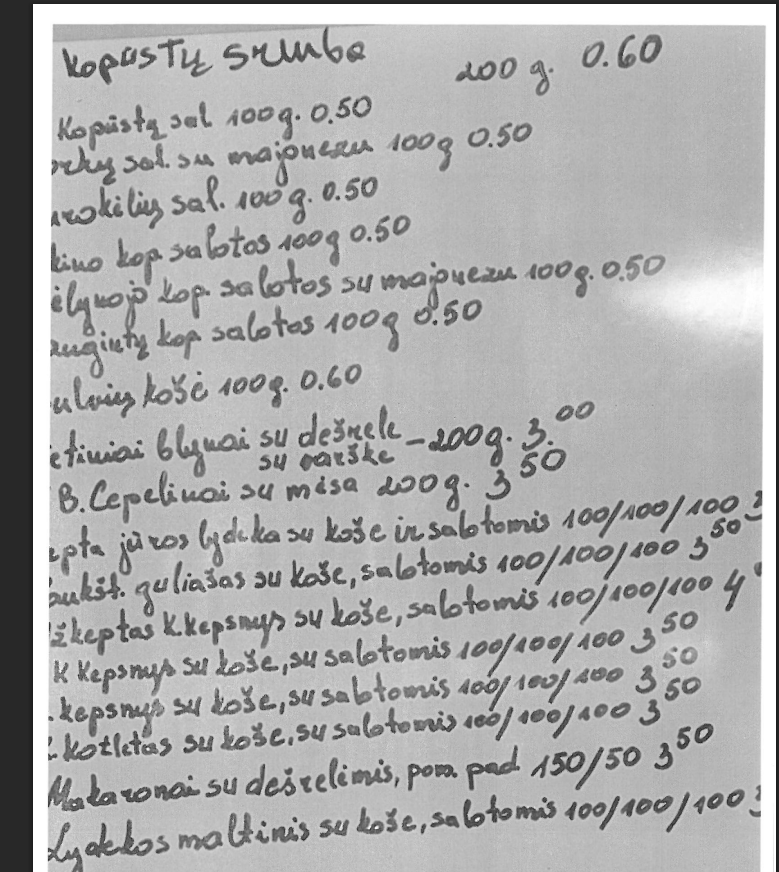 Kopūstų sriuba 200 g. 0.60
Kopūstų sal 100g. 0.50
orkų sal. su majonezu 100g 0.50
urokėlių sal. 100 g. 0.50
kino kop salotos 100g 0.50
ėlynojo kop. salotos su majonezu 100g. 0.50
augintų kop salotos 100g 0.50
ulvių košė 100g. 0.60
etiniai blynai su dešrele – 200g. 3.00
su varške
B. Cepelinai su mėsa 200g. 3 50
epta jūros lydeka su koše ir salotomis 100/100/100 3
aukšt. guliašas su koše, salotomis 100/100/100 3 50
žkeptas K.kepsnys su koše, salotomis 100/100/100 4
K Kepsnys su koše, su salotomis 100/100/100 3 50
. kepsnys su koše, su salotomis 100/100/100 3 50
. kotletas su koše, su salotomis 100/100/100 3 50
Makaronai su dešrelėmis, pom. pad 150/50 3 50
Lydekos maltinis su koše, salotomis 100/100/100 3